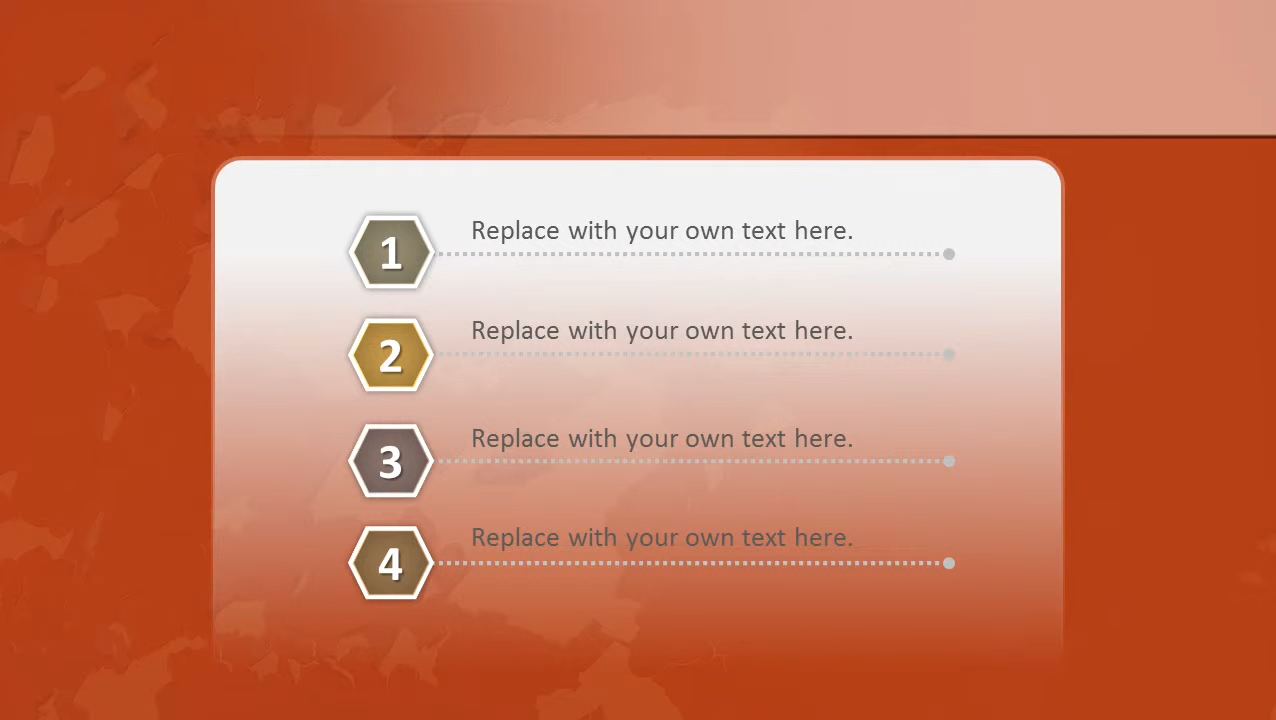 1 Replace with your own text here.
2 Replace with your own text here.
3 Replace with your own text here.
4 Replace with your own text here.